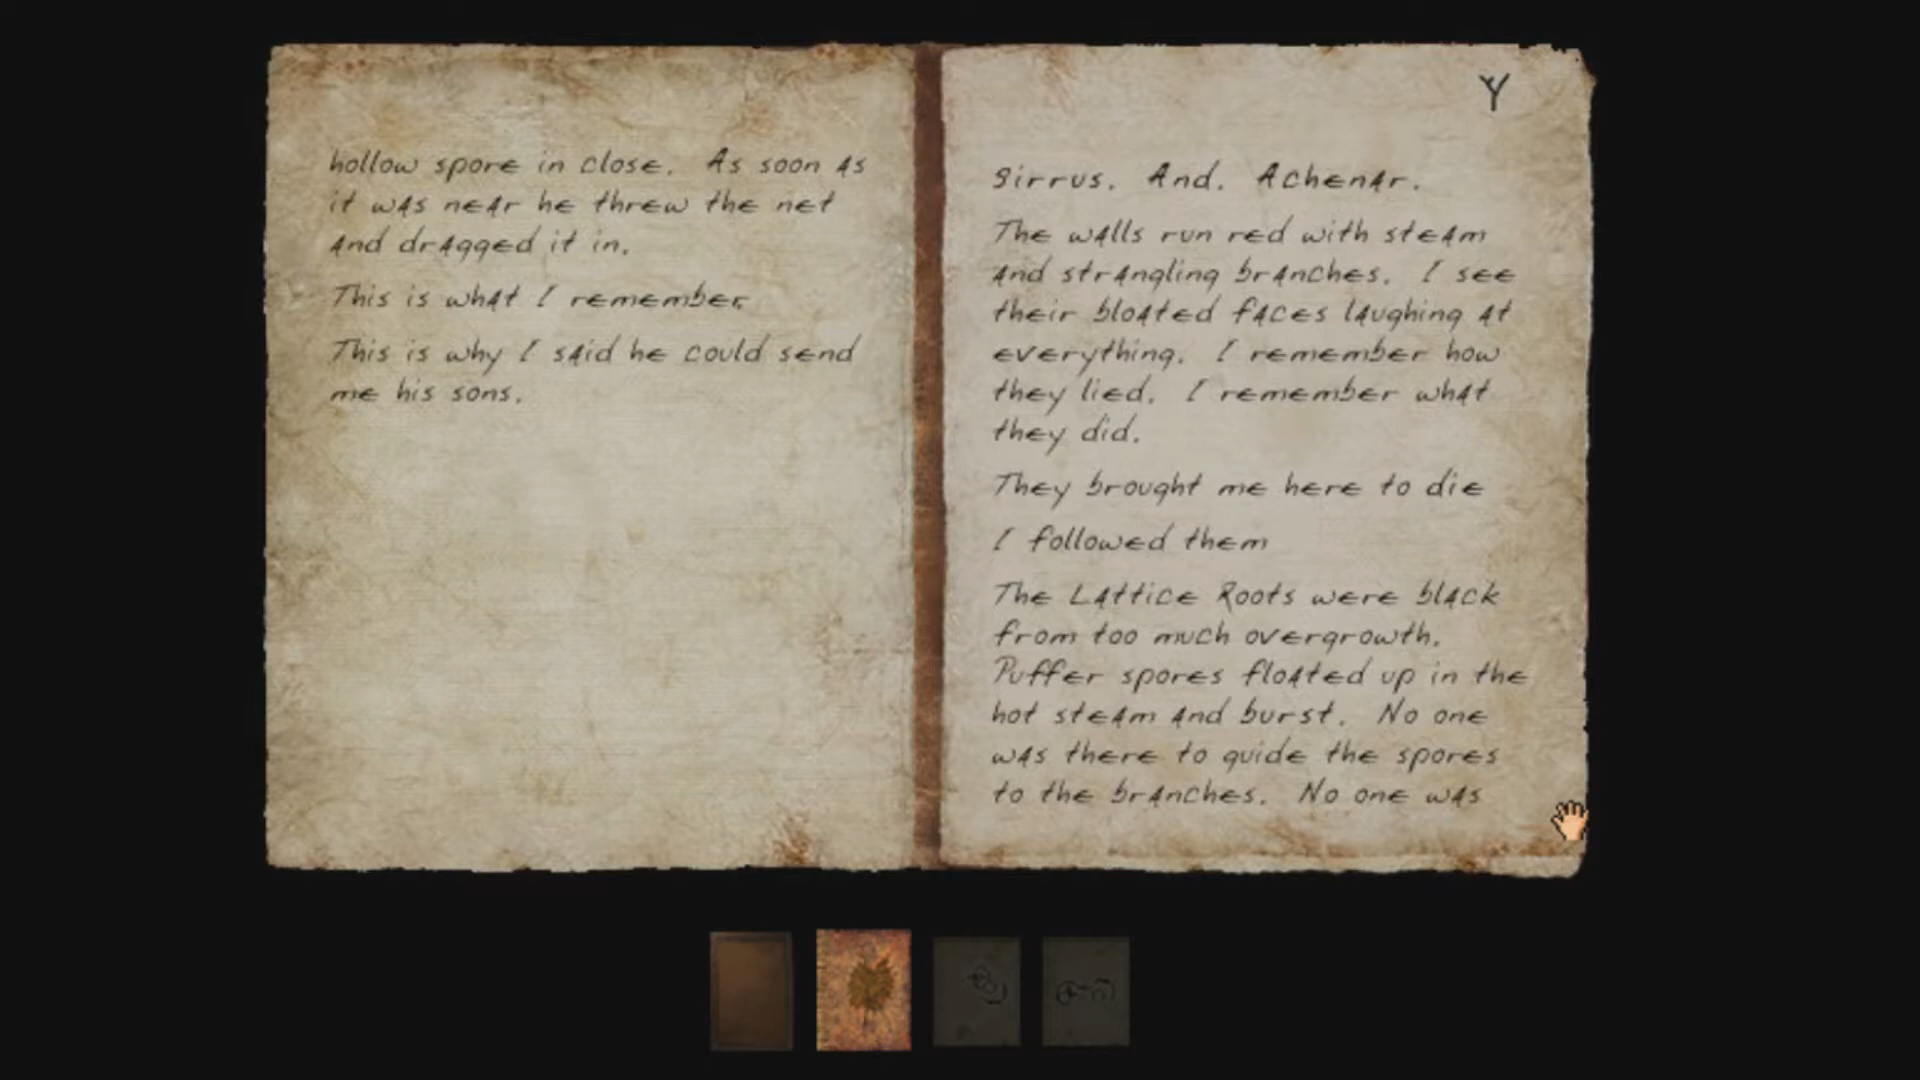 hollow spore in close. As soon as
it was near he threw the net
and dragged it in.
This is what I remember.
This is why I said he could send
me his sons.
Y
Sirrus. And. Achenar.
The walls run red with steam
and strangling branches. I see
their bloated faces laughing at
everything. I remember how
they lied. I remember what
they did.
They brought me here to die
I followed them
The Lattice Roots were black
from too much overgrowth.
Puffer spores floated up in the
hot steam and burst. No one
was there to guide the spores
to the branches. No one was